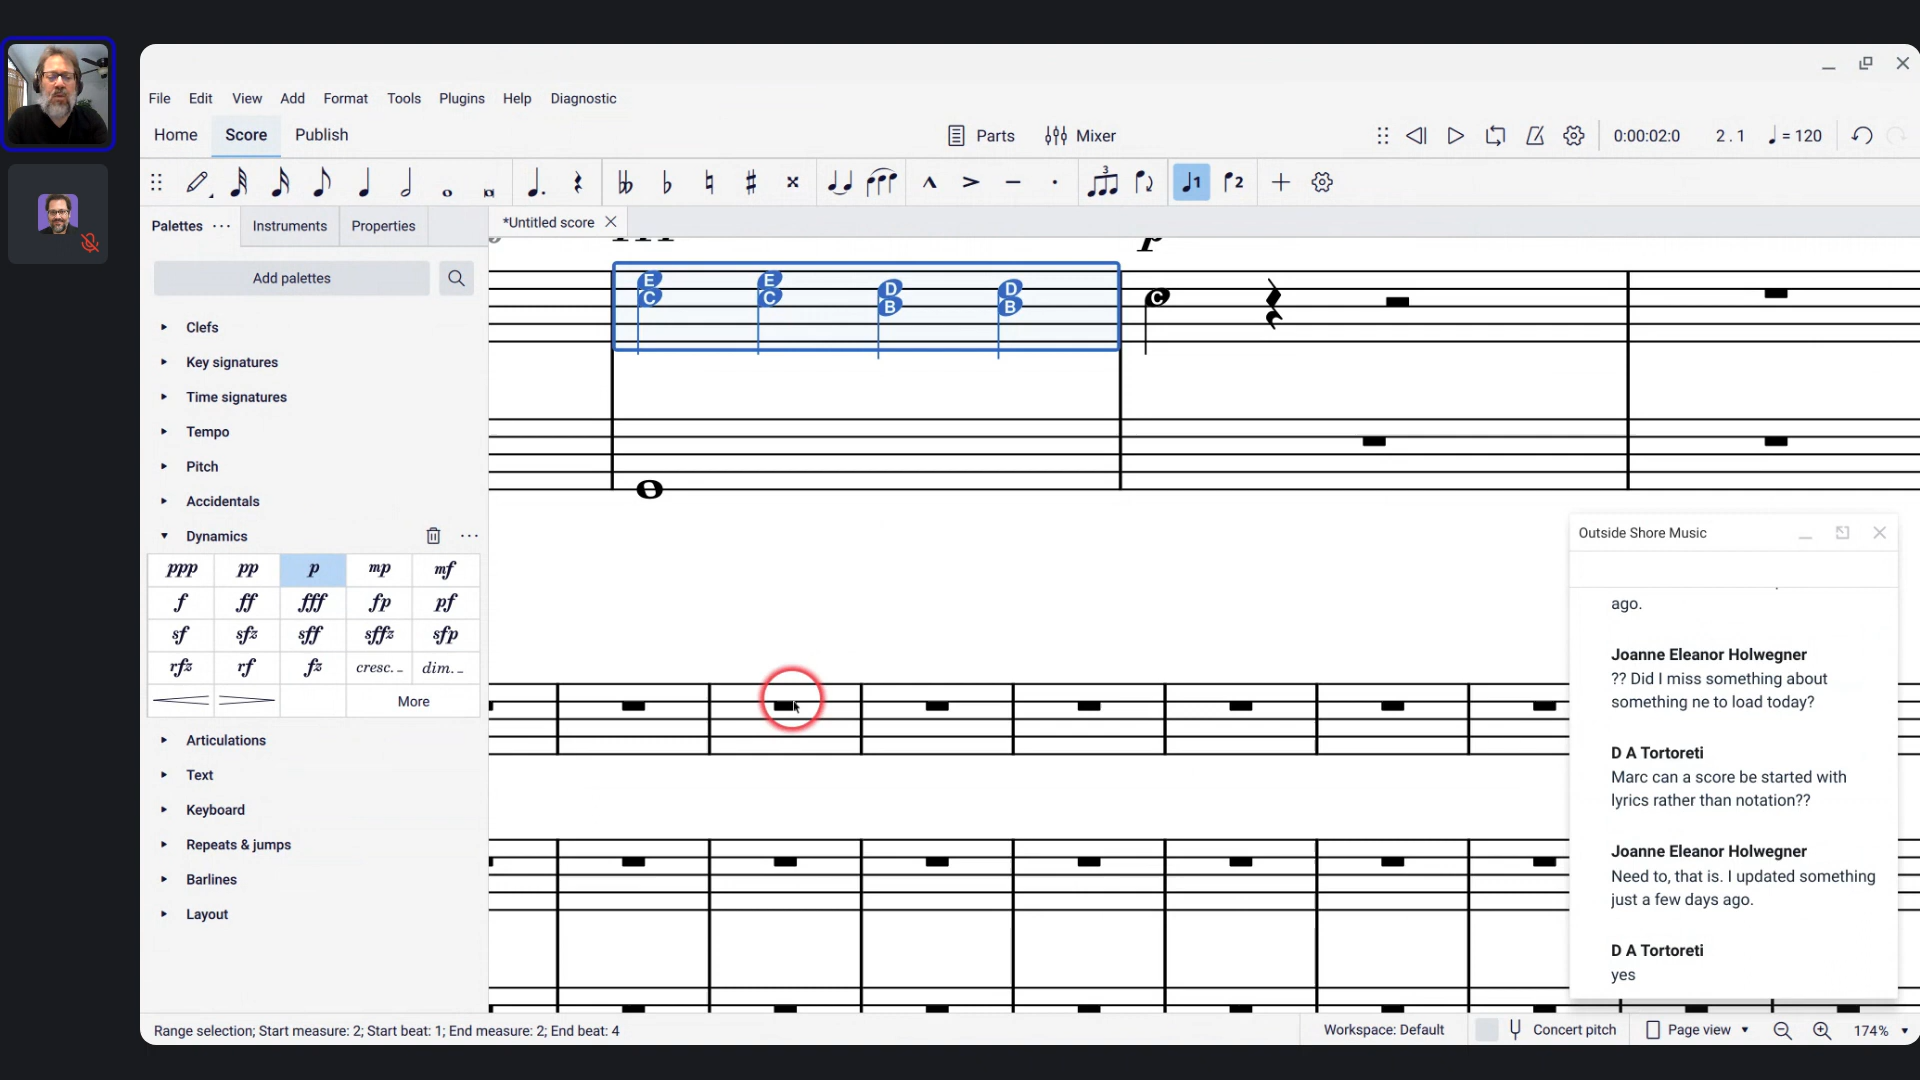 File Edit View Add Format Tools Plugins Help Diagnostic
Home Score Publish Parts Mixer 0:00:02:0 2 . 1 = 120
3 1 2
Palettes ... Instruments Properties *Untitled score
Add palettes
fff p
E E D D
C C B B C
Clefs
Key signatures
Time signatures
Tempo
Pitch
Accidentals
Dynamics
ppp pp p mp mf
f ff fff fp pf
sf sfz sff sffz sfp
rfz rf fz cresc. _ dim. _
More
Articulations
Text
Keyboard
Repeats & jumps
Barlines
Layout
Outside Shore Music
ago.
Joanne Eleanor Holwegner
?? Did I miss something about
something ne to load today?
D A Tortoreti
Marc can a score be started with
lyrics rather than notation??
Joanne Eleanor Holwegner
Need to, that is. I updated something
just a few days ago.
D A Tortoreti
yes
Range selection; Start measure: 2; Start beat: 1; End measure: 2; End beat: 4
Workspace: Default Concert pitch Page view 174%